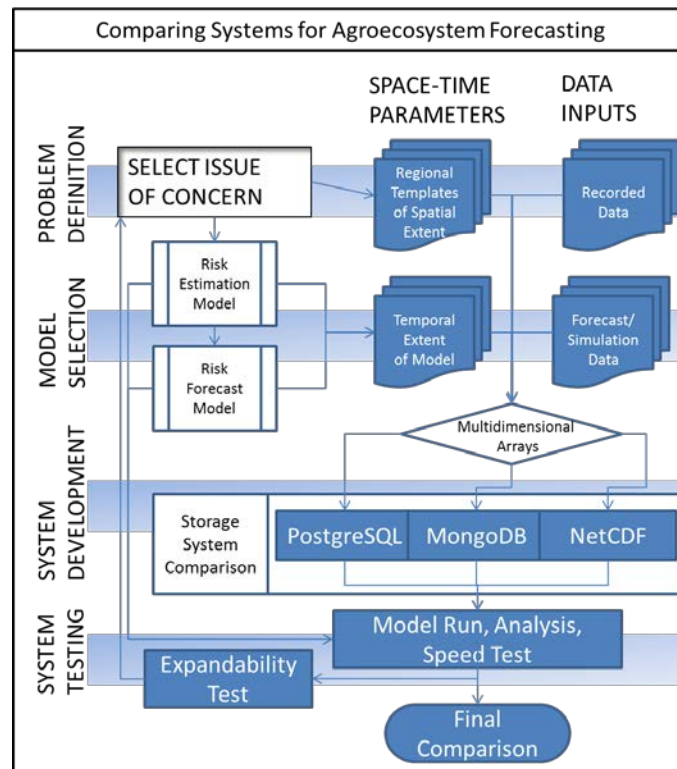 Comparing Systems for Agroecosystem Forecasting
SPACE-TIME
PARAMETERS
DATA
INPUTS
PROBLEM
DEFINITION
SELECT ISSUE
OF CONCERN
Regional
Templates
of Spatial
Extent
Recorded
Data
Risk
Estimation
Model
MODEL
SELECTION
Temporal
Extent
of Model
Forecast/
Simulation
Data
Risk
Forecast
Model
Multidimensional
Arrays
SYSTEM
DEVELOPMENT
Storage
System
Comparison
PostgreSQL
MongoDB
NetCDF
SYSTEM
TESTING
Model Run, Analysis,
Speed Test
Expandability
Test
Final
Comparison